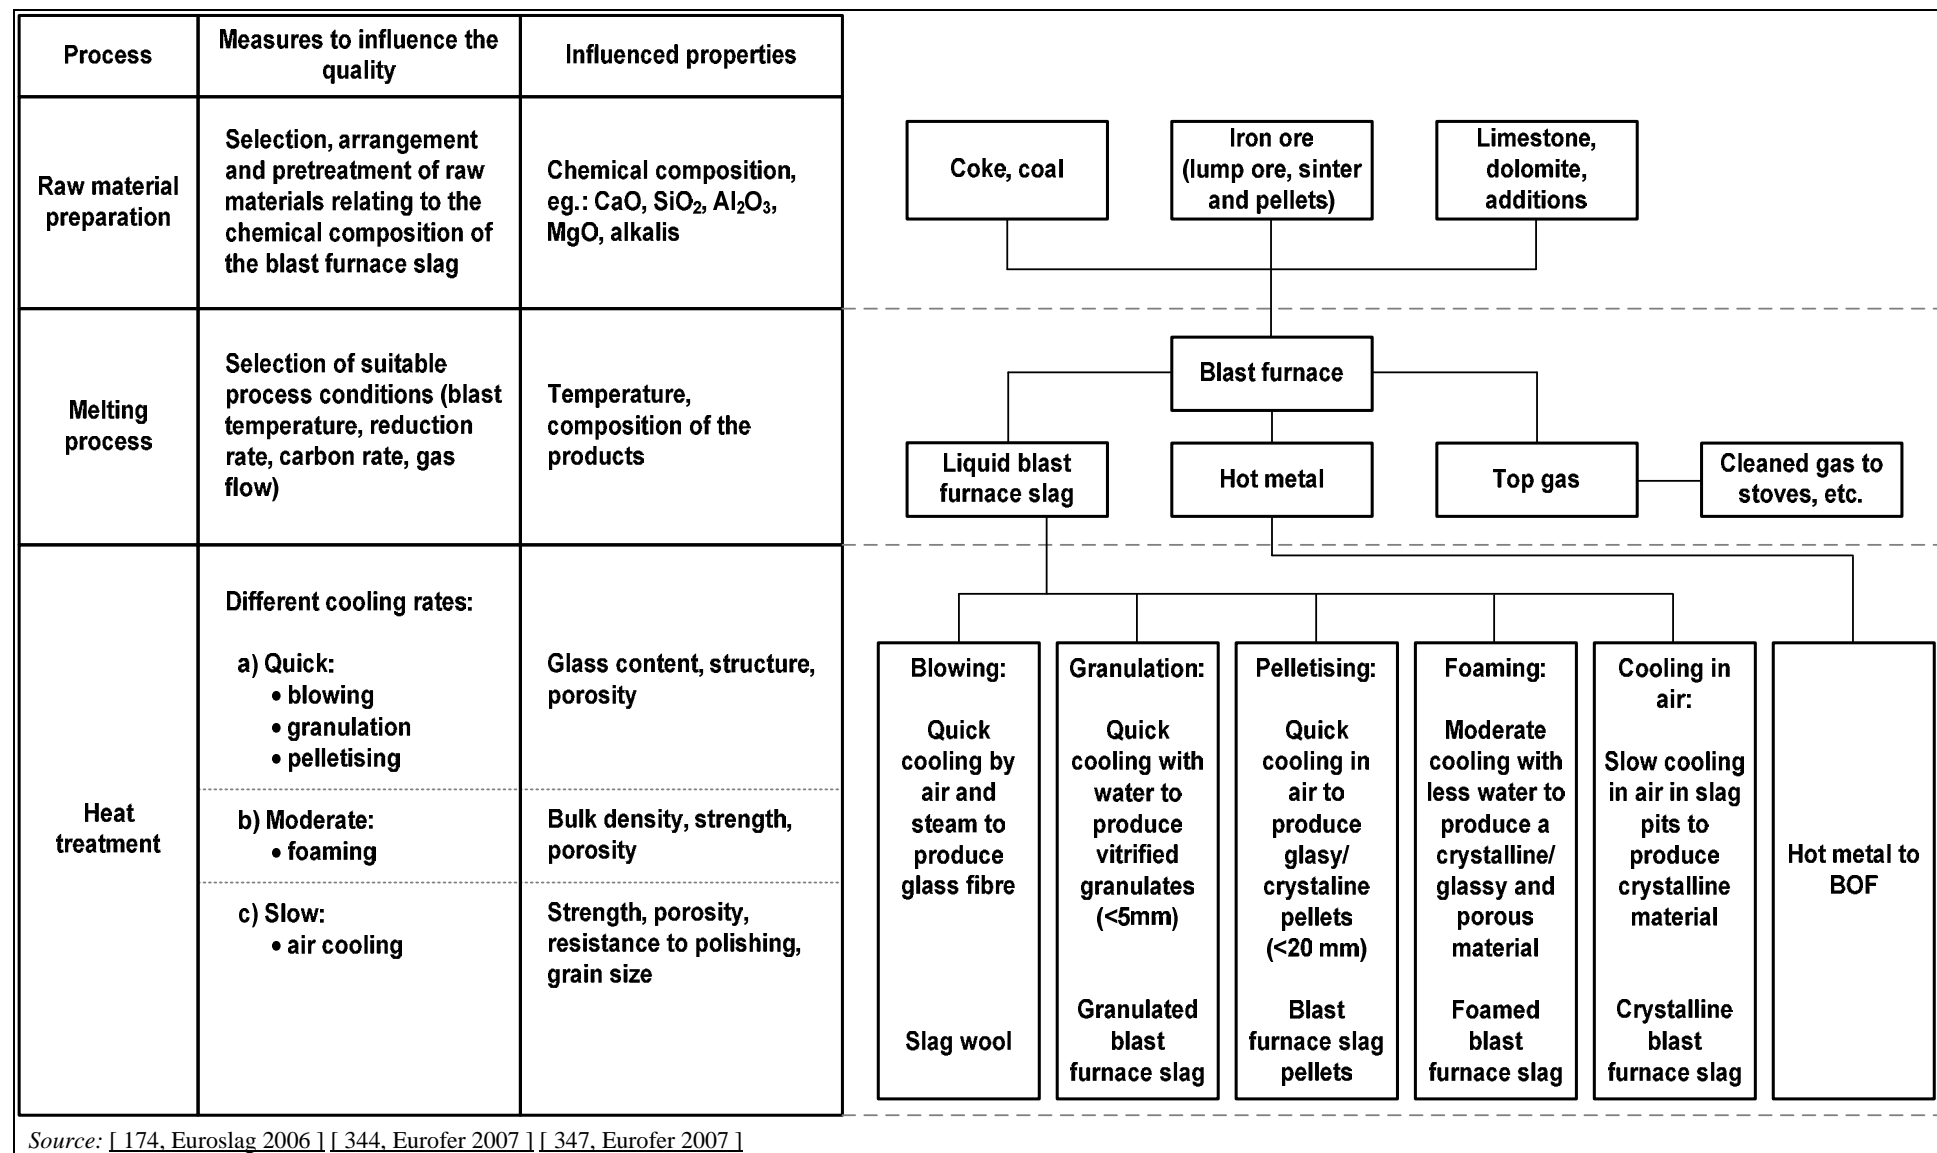 Process
Measures to influence the
quality
Influenced properties
Raw material
preparation
Selection, arrangement
and pretreatment of raw
materials relating to the
chemical composition of
the blast furnace slag
Chemical composition,
eg.: CaO, SiO₂, Al₂O₃,
MgO, alkalis
Coke, coal
Iron ore
(lump ore, sinter
and pellets)
Limestone,
dolomite,
additions
Melting
process
Selection of suitable
process conditions (blast
temperature, reduction
rate, carbon rate, gas
flow)
Temperature,
composition of the
products
Blast furnace
Liquid blast
furnace slag
Hot metal
Top gas
Cleaned gas to
stoves, etc.
Heat
treatment
Different cooling rates:
a) Quick:
• blowing
• granulation
• pelletising
Glass content, structure,
porosity
b) Moderate:
• foaming
Bulk density, strength,
porosity
c) Slow:
• air cooling
Strength, porosity,
resistance to polishing,
grain size
Blowing:
Quick
cooling by
air and
steam to
produce
glass fibre
Slag wool
Granulation:
Quick
cooling with
water to
produce
vitrified
granulates
(<5mm)
Granulated
blast
furnace slag
Pelletising:
Quick
cooling in
air to
produce
glasy/
crystaline
pellets
(<20 mm)
Blast
furnace slag
pellets
Foaming:
Moderate
cooling with
less water to
produce a
crystalline/
glassy and
porous
material
Foamed
blast
furnace slag
Cooling in
air:
Slow cooling
in air in slag
pits to
produce
crystalline
material
Crystalline
blast
furnace slag
Hot metal to
BOF
Source: [ 174, Euroslag 2006 ] [ 344, Eurofer 2007 ] [ 347, Eurofer 2007 ]